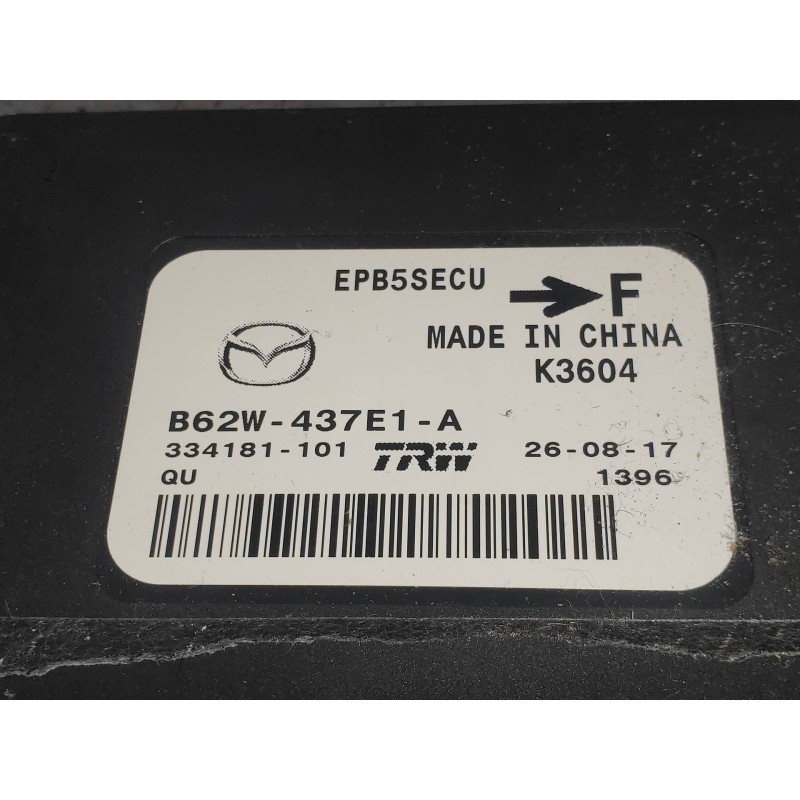 EPB5SECU
F
MADE IN CHINA
K3604
B62W-437E1-A
334181-101 TRW 26-08-17
QU 1396